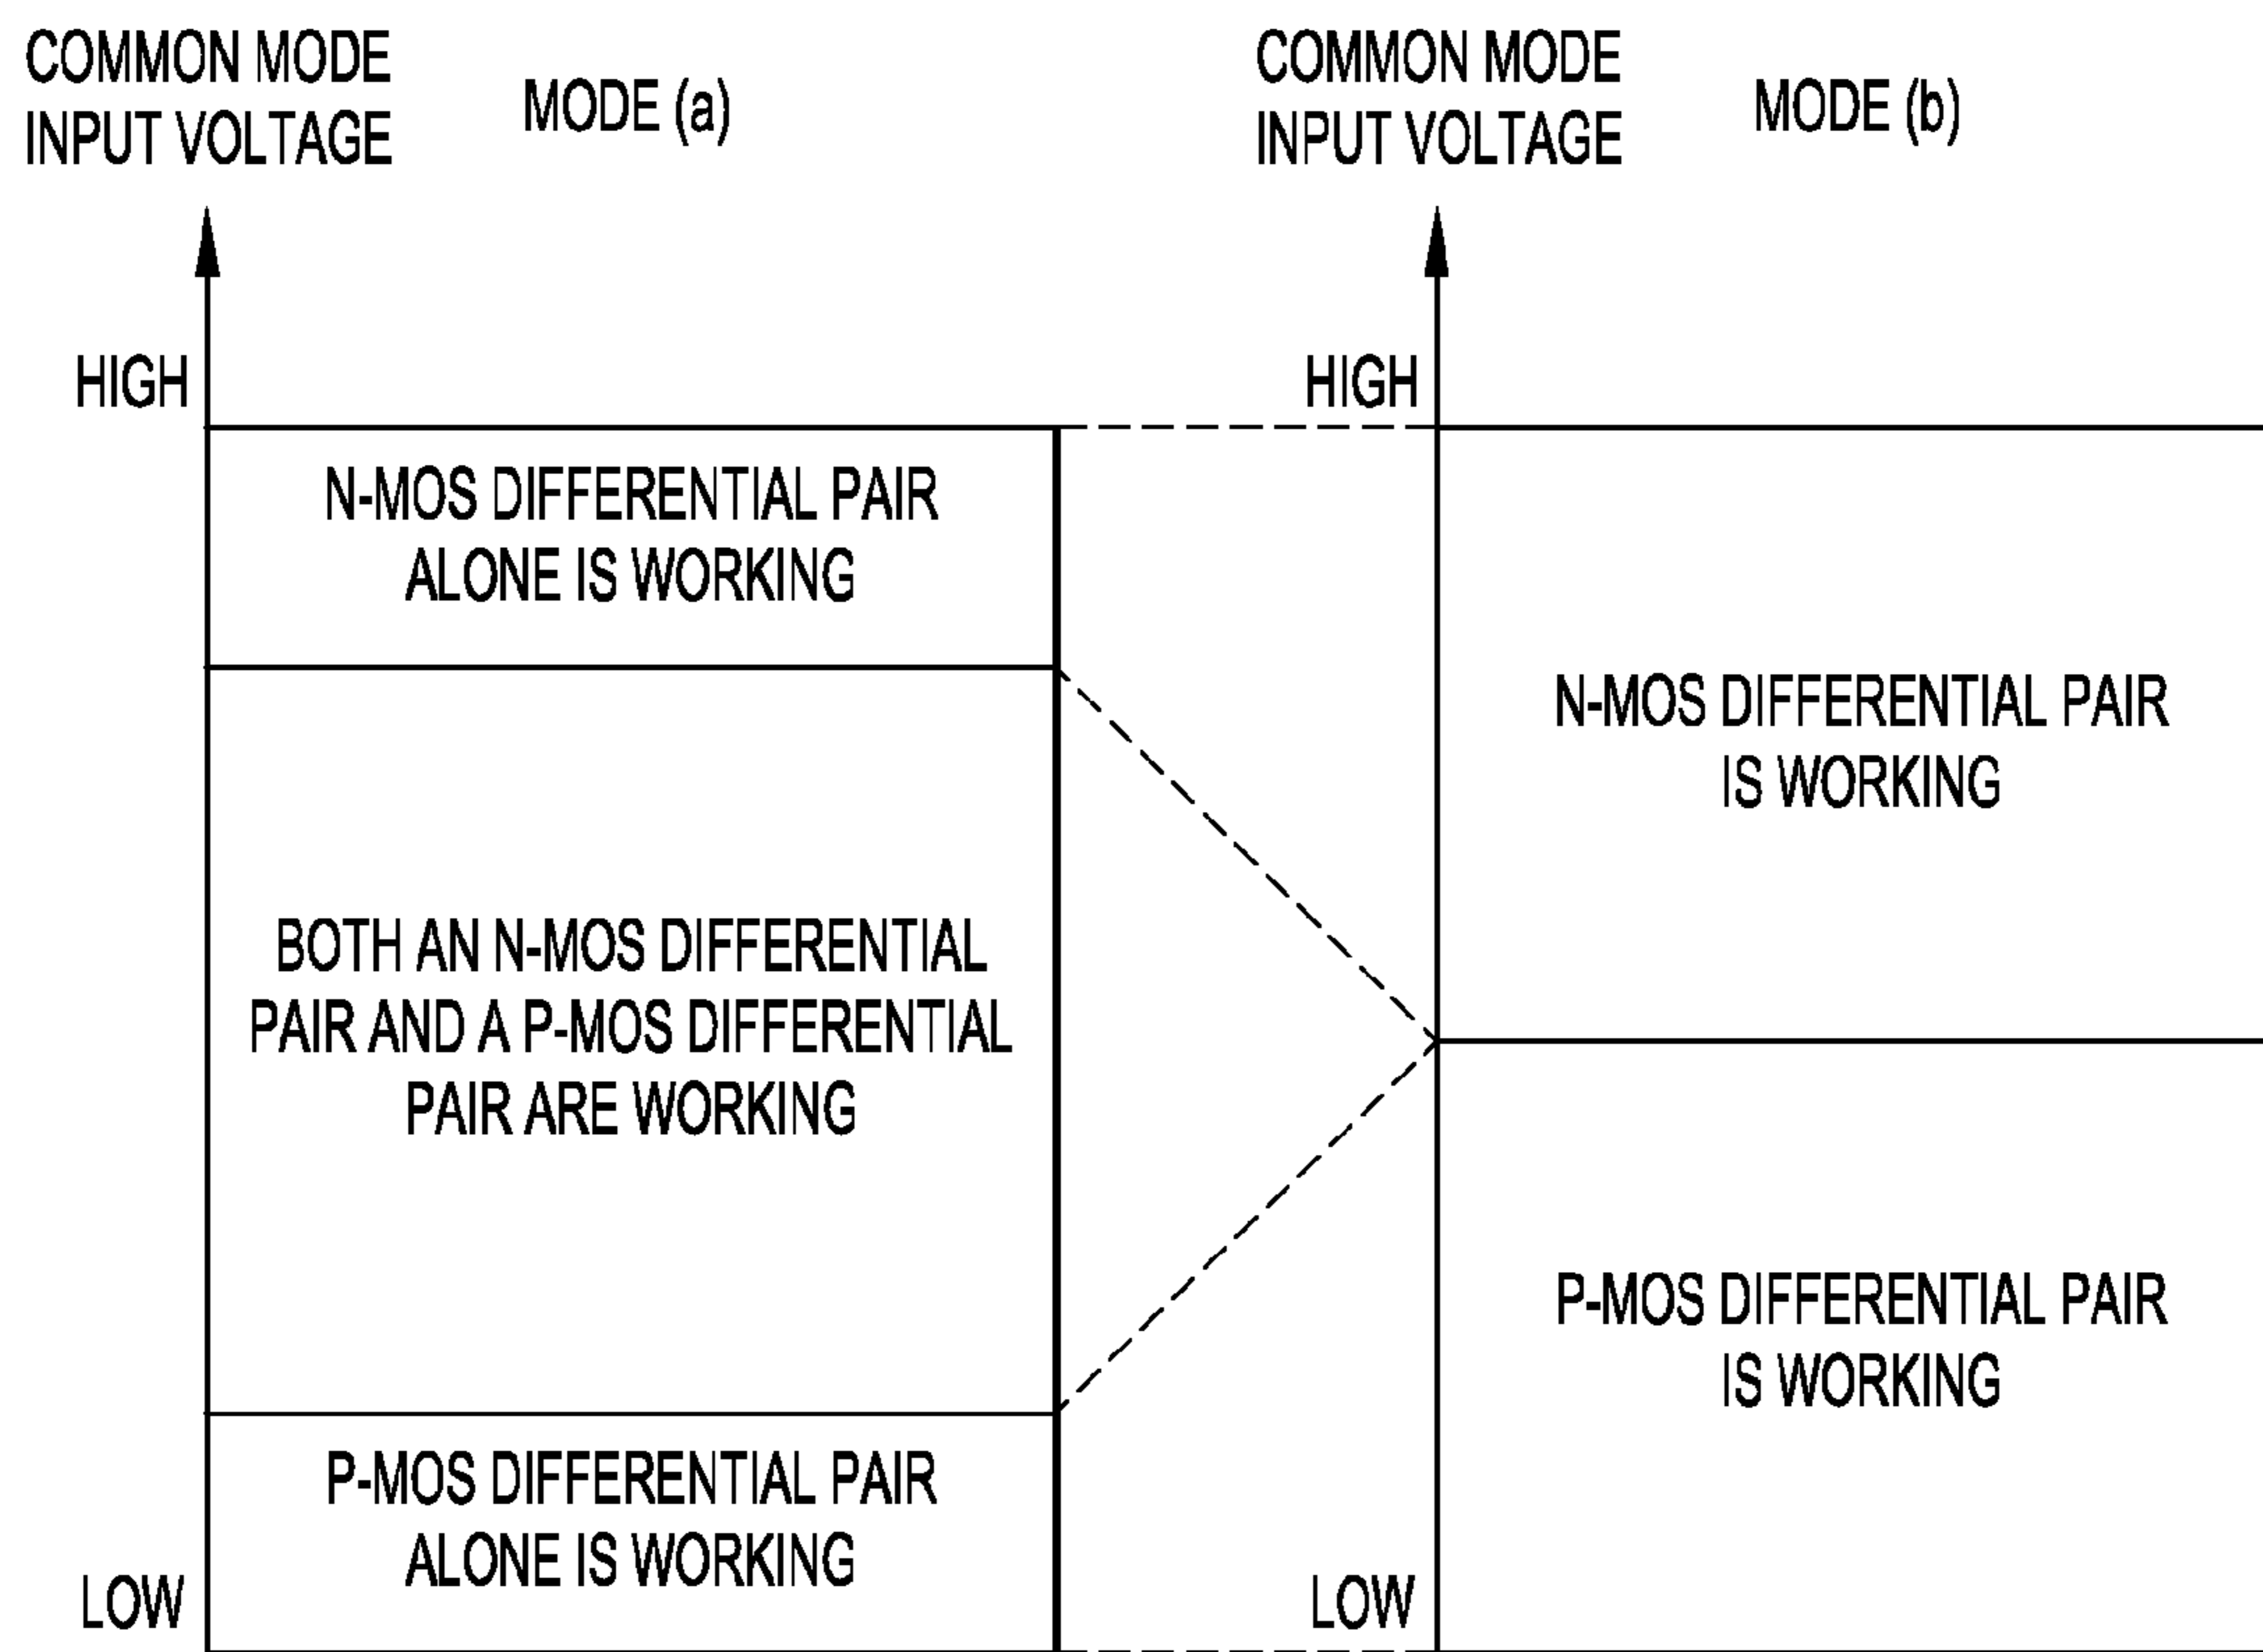 COMMON MODE
INPUT VOLTAGE
MODE (a)
HIGH
N-MOS DIFFERENTIAL PAIR
ALONE IS WORKING
BOTH AN N-MOS DIFFERENTIAL
PAIR AND A P-MOS DIFFERENTIAL
PAIR ARE WORKING
P-MOS DIFFERENTIAL PAIR
ALONE IS WORKING
LOW
COMMON MODE
INPUT VOLTAGE
MODE (b)
HIGH
N-MOS DIFFERENTIAL PAIR
IS WORKING
P-MOS DIFFERENTIAL PAIR
IS WORKING
LOW